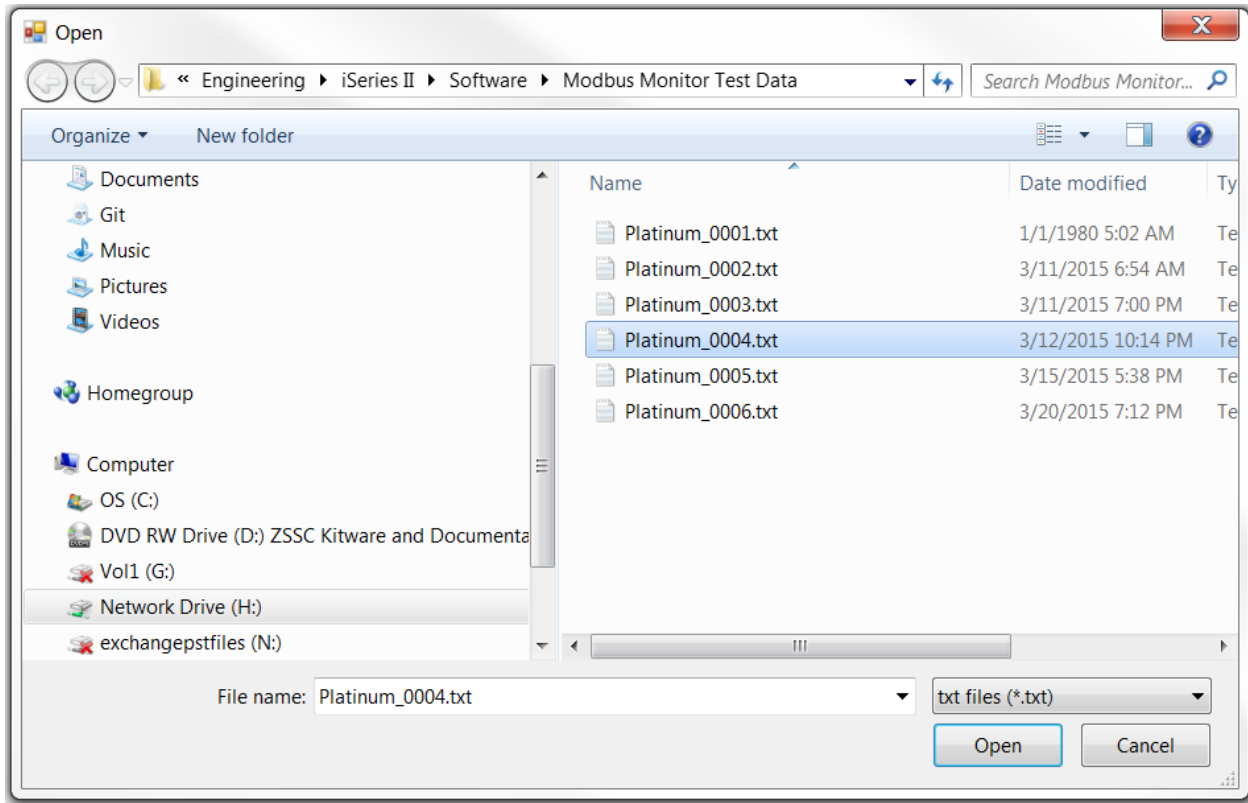 Open
« Engineering ▸ iSeries II ▸ Software ▸ Modbus Monitor Test Data
Search Modbus Monitor...
Organize
New folder
Documents
Git
Music
Pictures
Videos
Homegroup
Computer
OS (C:)
DVD RW Drive (D:) ZSSC Kitware and Documenta
Vol1 (G:)
Network Drive (H:)
exchangepstfiles (N:)
Name Date modified Ty
Platinum_0001.txt 1/1/1980 5:02 AM Te
Platinum_0002.txt 3/11/2015 6:54 AM Te
Platinum_0003.txt 3/11/2015 7:00 PM Te
Platinum_0004.txt 3/12/2015 10:14 PM Te
Platinum_0005.txt 3/15/2015 5:38 PM Te
Platinum_0006.txt 3/20/2015 7:12 PM Te
File name: Platinum_0004.txt
txt files (*.txt)
Open
Cancel